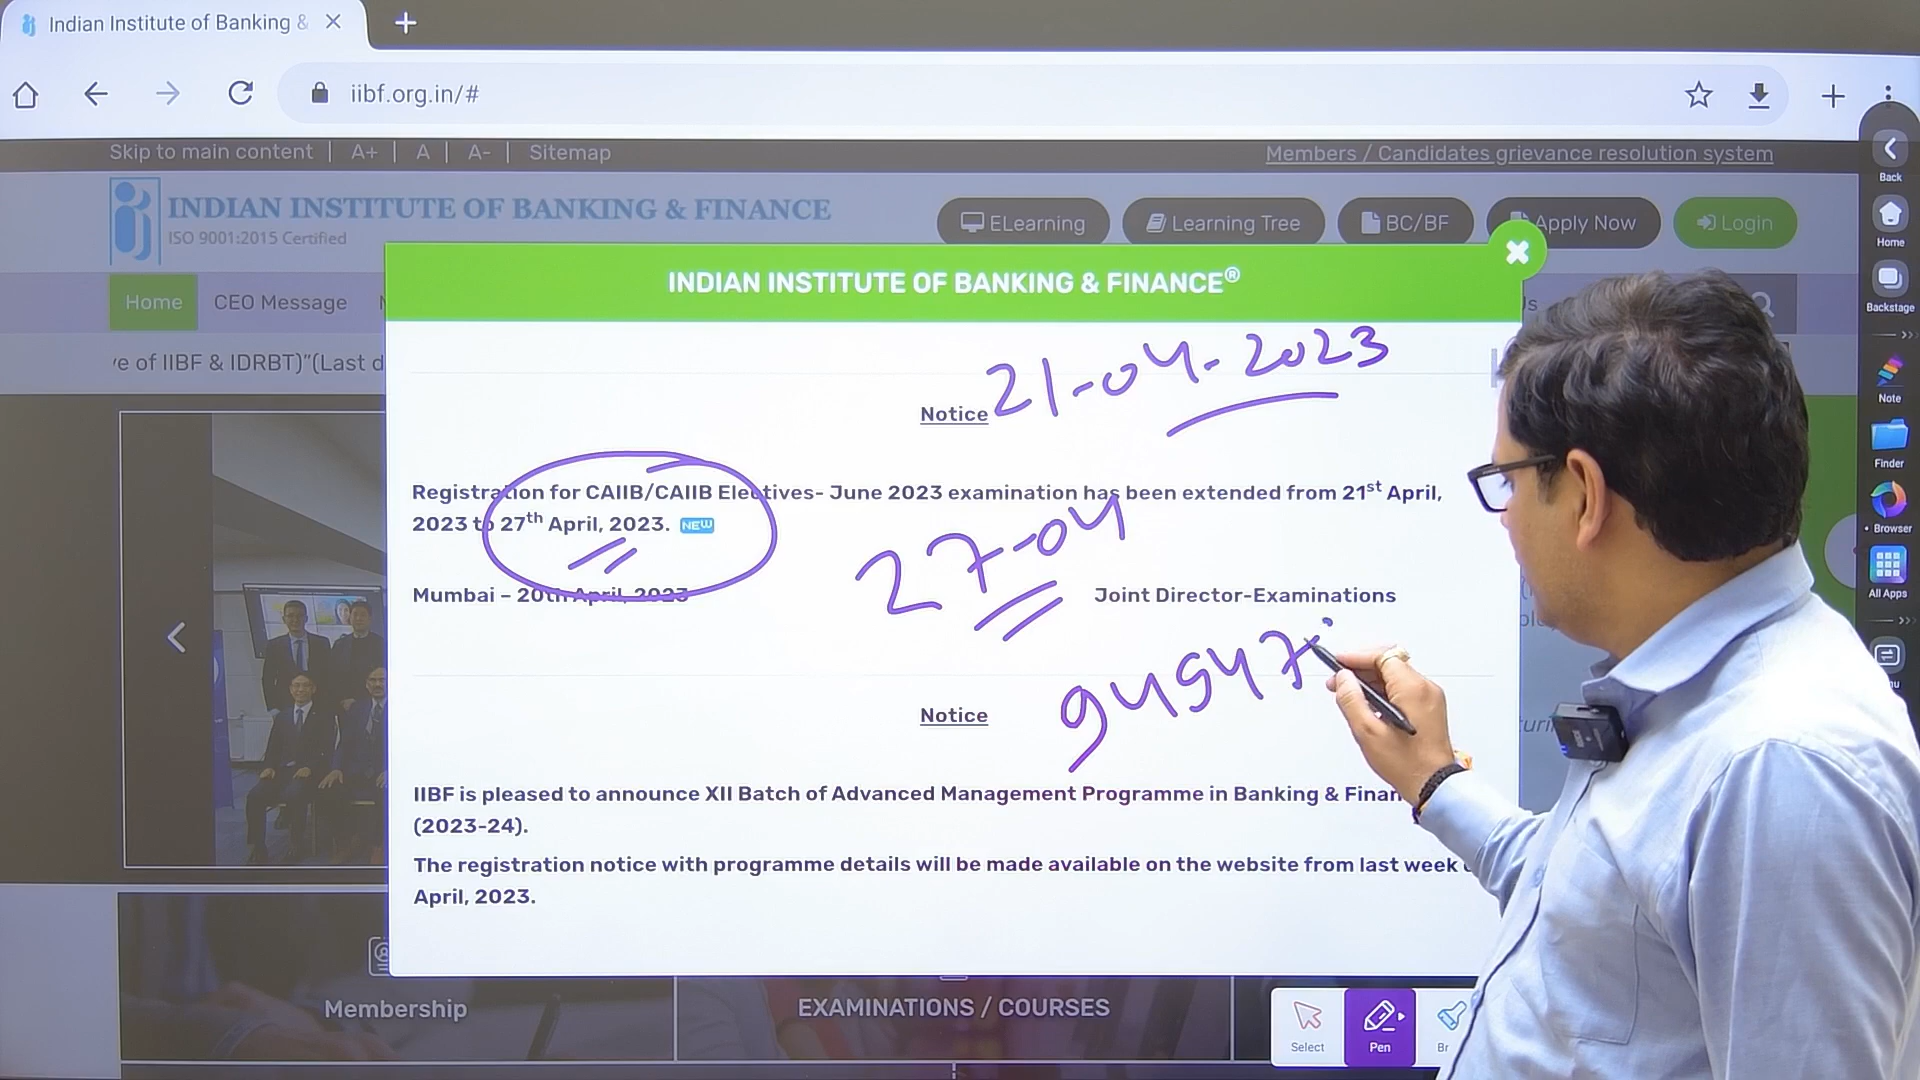 Indian Institute of Banking &
iibf.org.in/#
Skip to main content | A+ | A | A- | Sitemap
Members / Candidates grievance resolution system
INDIAN INSTITUTE OF BANKING & FINANCE
ISO 9001:2015 Certified
ELearning
Learning Tree
BC/BF
Apply Now
Login
Home
CEO Message
of IIBF & IDRBT)"(Last
INDIAN INSTITUTE OF BANKING & FINANCE®
21-04-2023
Notice
Registration for CAIIB/CAIIB Electives- June 2023 examination has been extended from 21st April,
2023 to 27th April, 2023. NEW
27-04
Mumbai – 20th April, 2023
Joint Director-Examinations
94547
Notice
IIBF is pleased to announce XII Batch of Advanced Management Programme in Banking &
(2023-24).
The registration notice with programme details will be made available on the website from last week
April, 2023.
Membership
EXAMINATIONS / COURSES
Select
Pen
Back
Home
Backstage
Note
Finder
Browser
All Apps